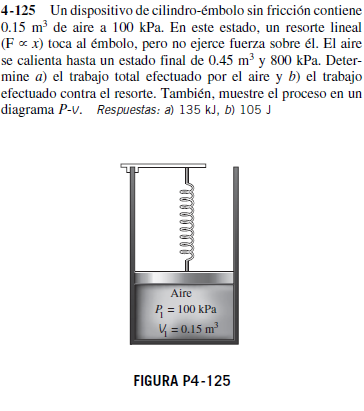 4-125 Un dispositivo de cilindro-émbolo sin fricción contiene
0.15 m³ de aire a 100 kPa. En este estado, un resorte lineal
(F ∝ x) toca al émbolo, pero no ejerce fuerza sobre él. El aire
se calienta hasta un estado final de 0.45 m³ y 800 kPa. Deter-
mine a) el trabajo total efectuado por el aire y b) el trabajo
efectuado contra el resorte. También, muestre el proceso en un
diagrama P-v. Respuestas: a) 135 kJ, b) 105 J
Aire
P₁ = 100 kPa
V₁ = 0.15 m³
FIGURA P4-125